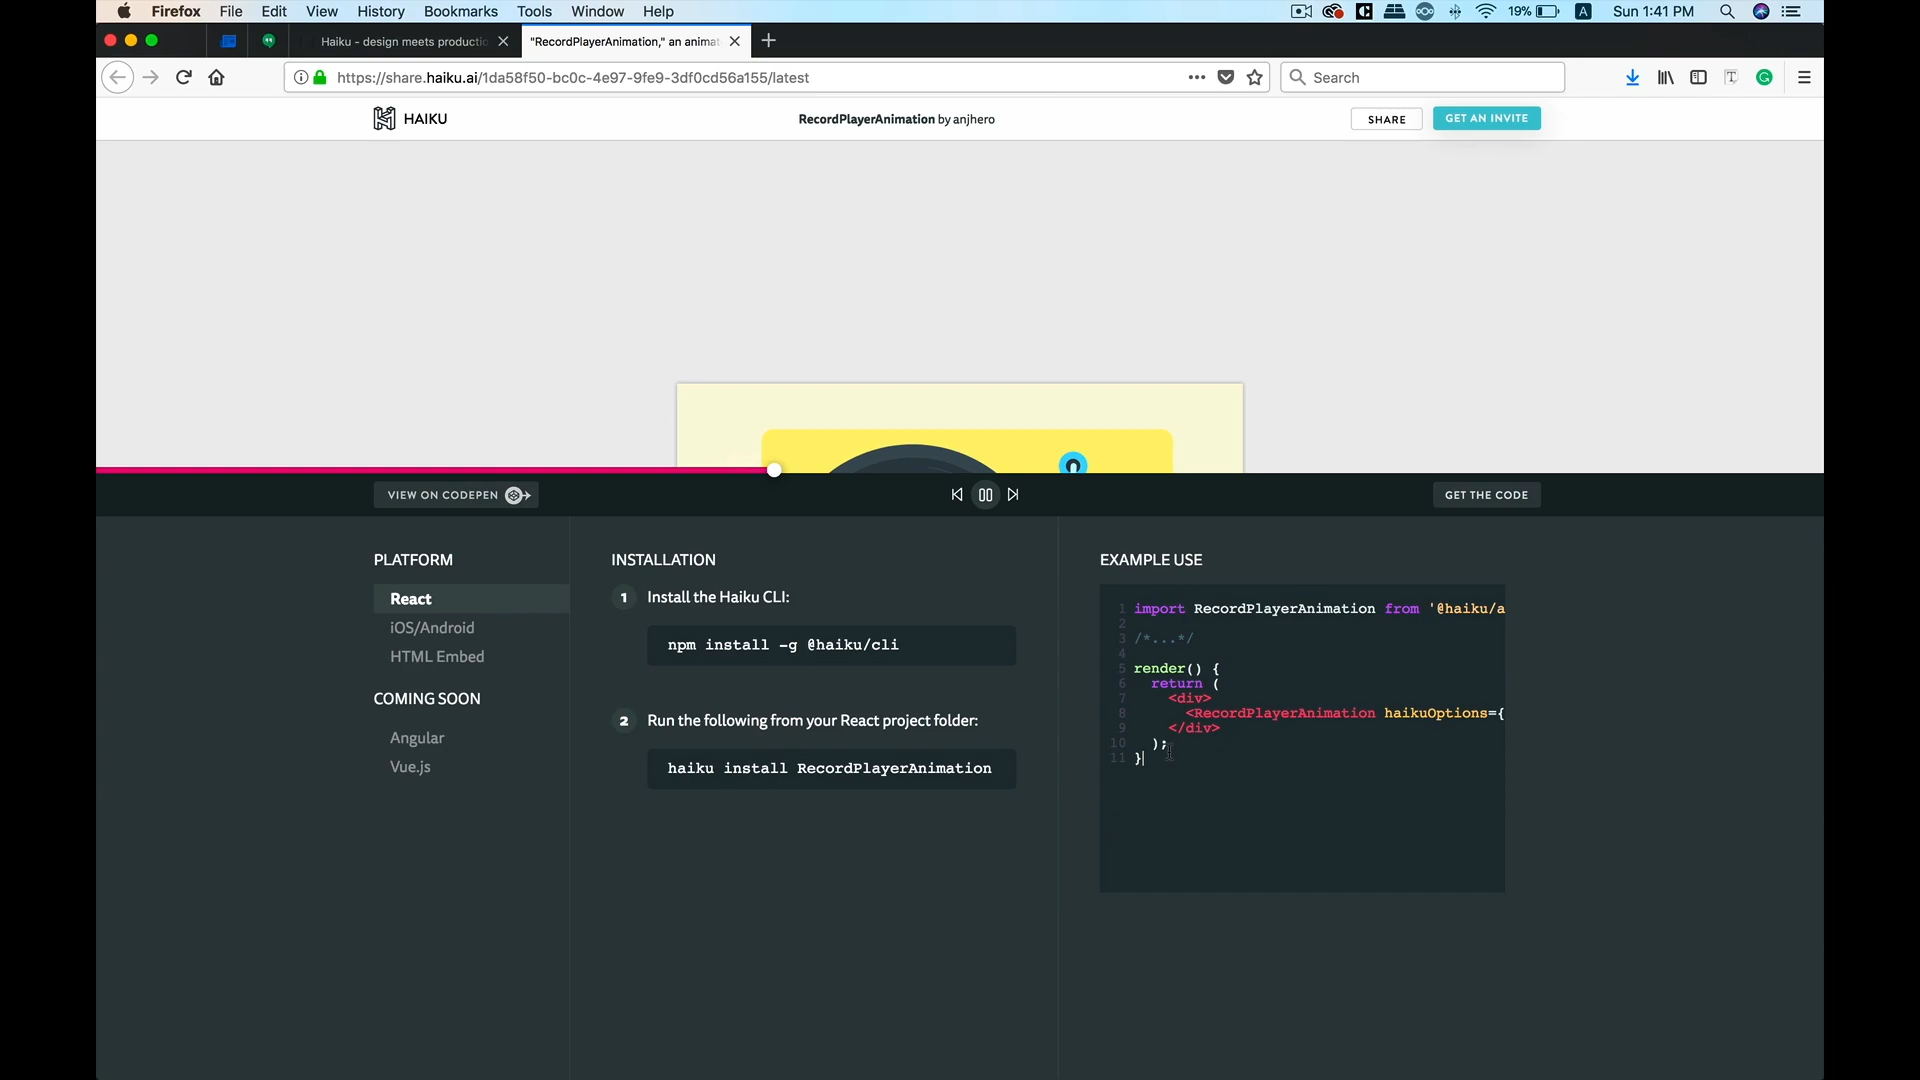 Firefox File Edit View History Bookmarks Tools Window Help 19% A Sun 1:41 PM
Haiku - design meets productio "RecordPlayerAnimation," an animat
https://share.haiku.ai/1da58f50-bc0c-4e97-9fe9-3df0cd56a155/latest Search
HAIKU RecordPlayerAnimation by anjhero SHARE GET AN INVITE
VIEW ON CODEPEN GET THE CODE
PLATFORM
React
iOS/Android
HTML Embed
COMING SOON
Angular
Vue.js
INSTALLATION
1 Install the Haiku CLI:
npm install -g @haiku/cli
2 Run the following from your React project folder:
haiku install RecordPlayerAnimation
EXAMPLE USE
1 import RecordPlayerAnimation from '@haiku/a
2
3 /*...*/
4
5 render() {
6 return (
7 <div>
8 <RecordPlayerAnimation haikuOptions={
9 </div>
10 );
11 }